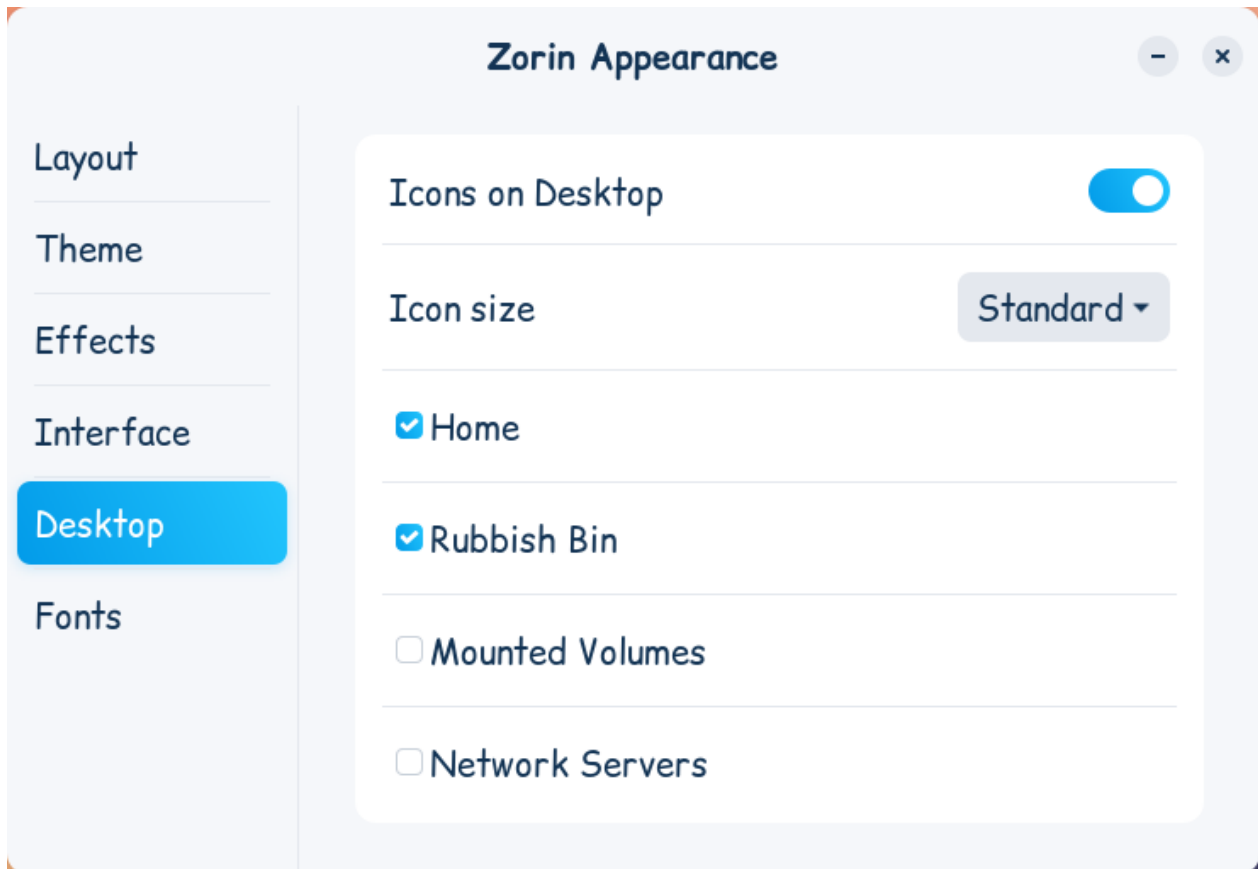 Zorin Appearance
Layout
Theme
Effects
Interface
Desktop
Fonts
Icons on Desktop
Icon size
Standard
Home
Rubbish Bin
Mounted Volumes
Network Servers